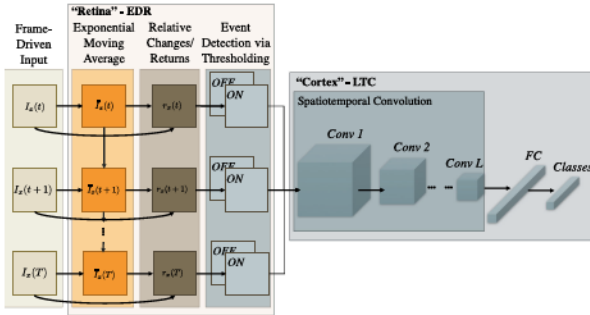 "Retina" - EDR
Frame-
Driven
Input
Exponential
Moving
Average
Relative
Changes/
Returns
Event
Detection via
Thresholding
"Cortex" - LTC
Spatiotemporal Convolution
I_x(t)
Ī_x(t)
r_x(t)
OFF
ON
Conv 1
Conv 2
Conv L
FC
Classes
I_x(t+1)
Ī_x(t+1)
r_x(t+1)
OFF
ON
I_x(T)
Ī_x(T)
r_x(T)
OFF
ON